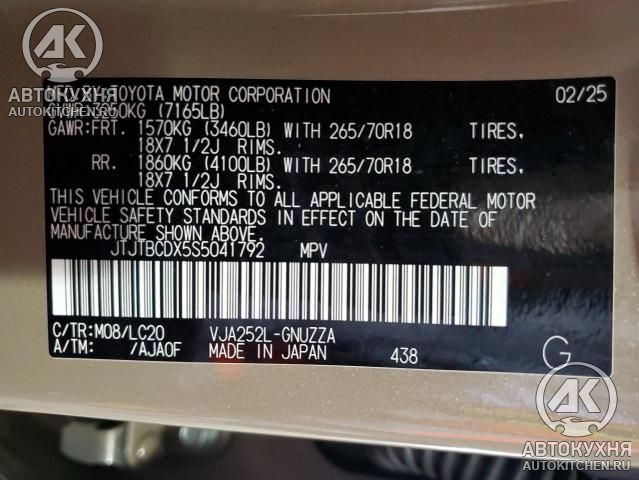 АВТОКУХНЯ
AUTOKITCHEN.RU
TOYOTA MOTOR CORPORATION 02/25
(7165LB)
GAWR:FRT. 1570KG (3460LB) WITH 265/70R18 TIRES,
18X7 1/2J RIMS.
RR. 1860KG (4100LB) WITH 265/70R18 TIRES,
18X7 1/2J RIMS.
THIS VEHICLE CONFORMS TO ALL APPLICABLE FEDERAL MOTOR
VEHICLE SAFETY STANDARDS IN EFFECT ON THE DATE OF
MANUFACTURE SHOWN ABOVE.
JTJTBCDX5S5041792 MPV
C/TR:M08/LC20 VJA252L-GNUZZA
A/TM: /AJA0F MADE IN JAPAN 438 G
АВТОКУХНЯ
AUTOKITCHEN.RU